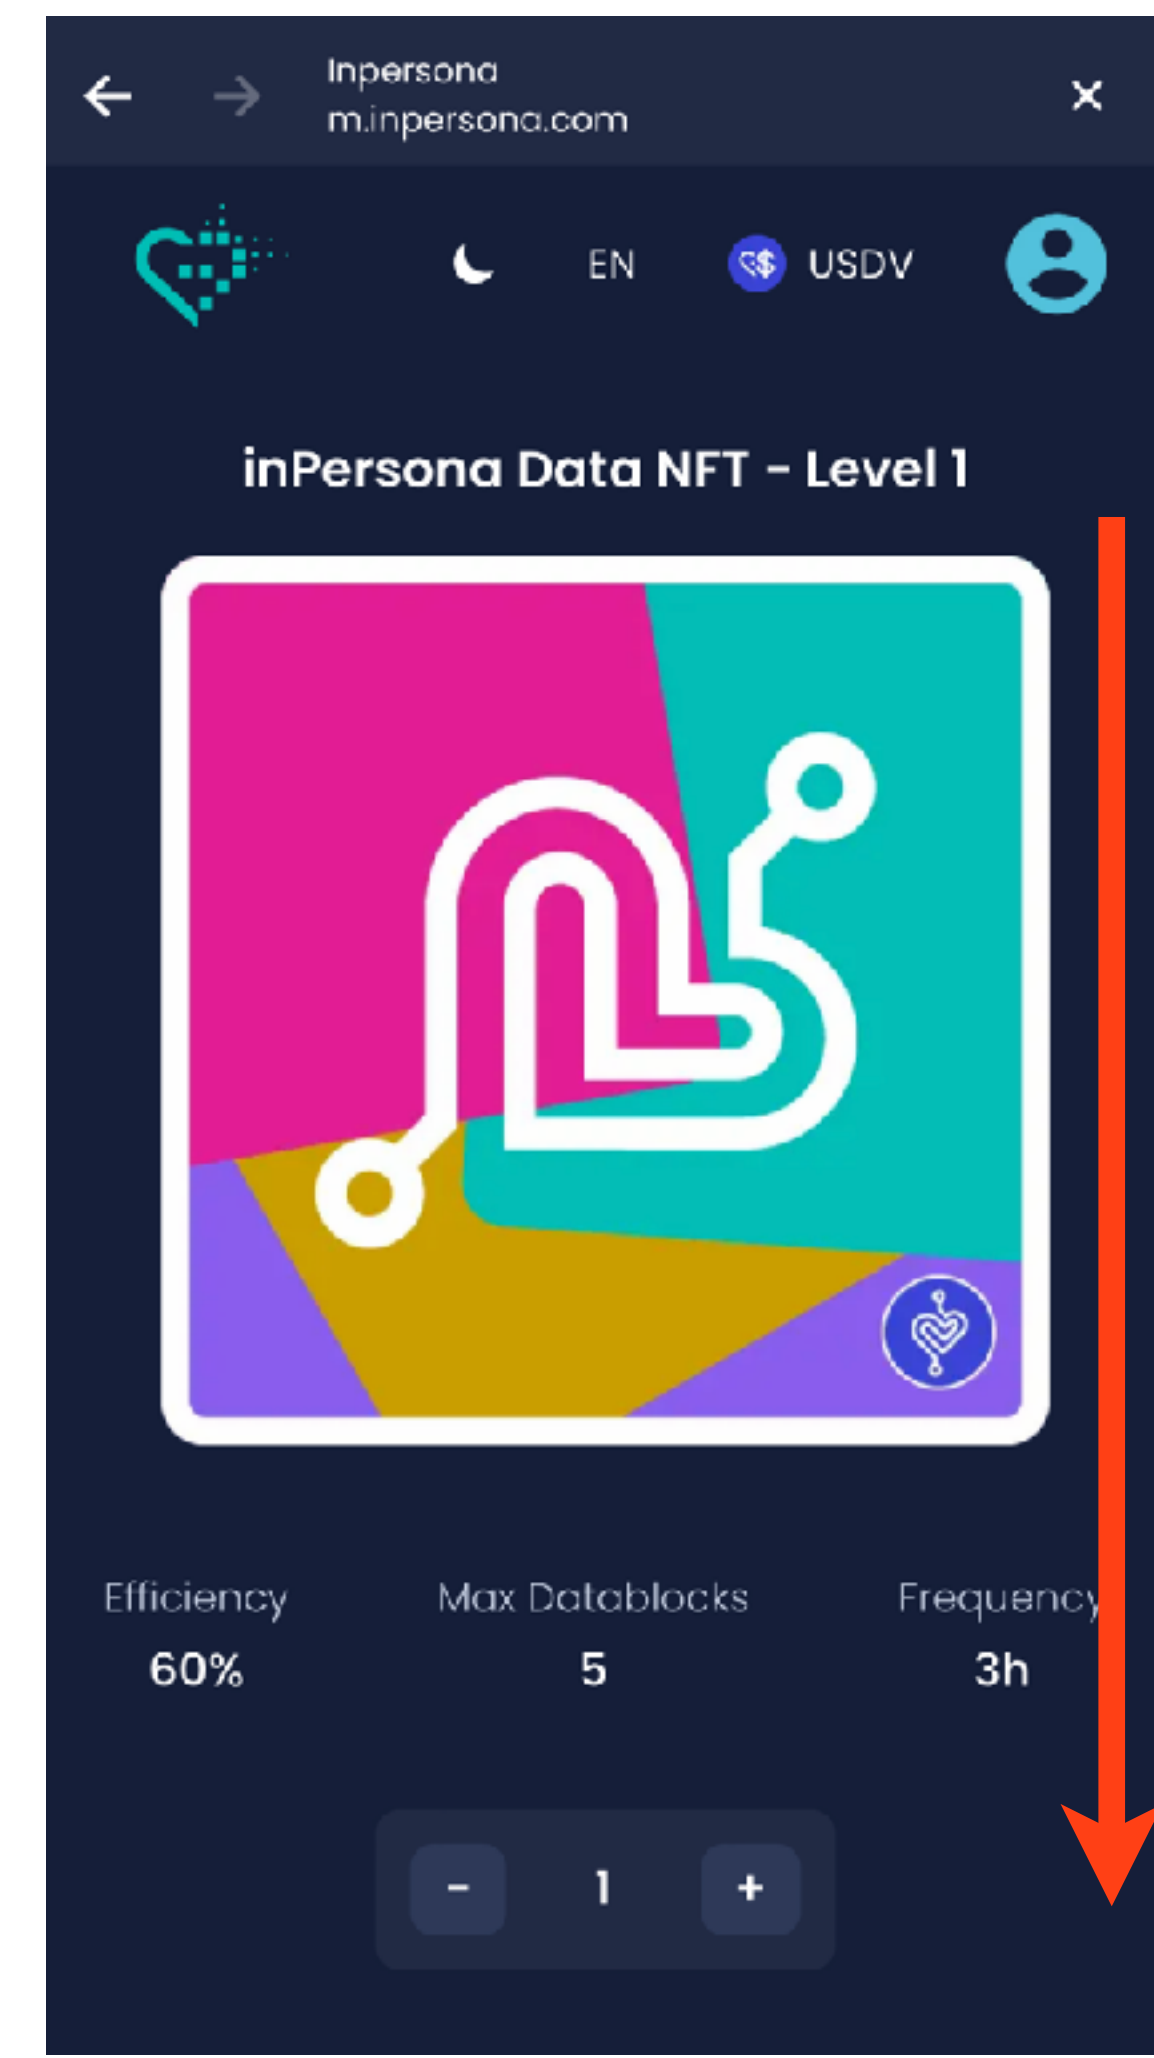 Inpersona
m.inpersona.com
EN
USDV
inPersona Data NFT - Level 1
Efficiency
Max Datablocks
Frequency
60%
5
3h
-
1
+